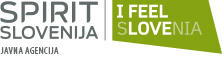 SPIRIT
SLOVENIJA
JAVNA AGENCIJA
I FEEL
SLOVENIA